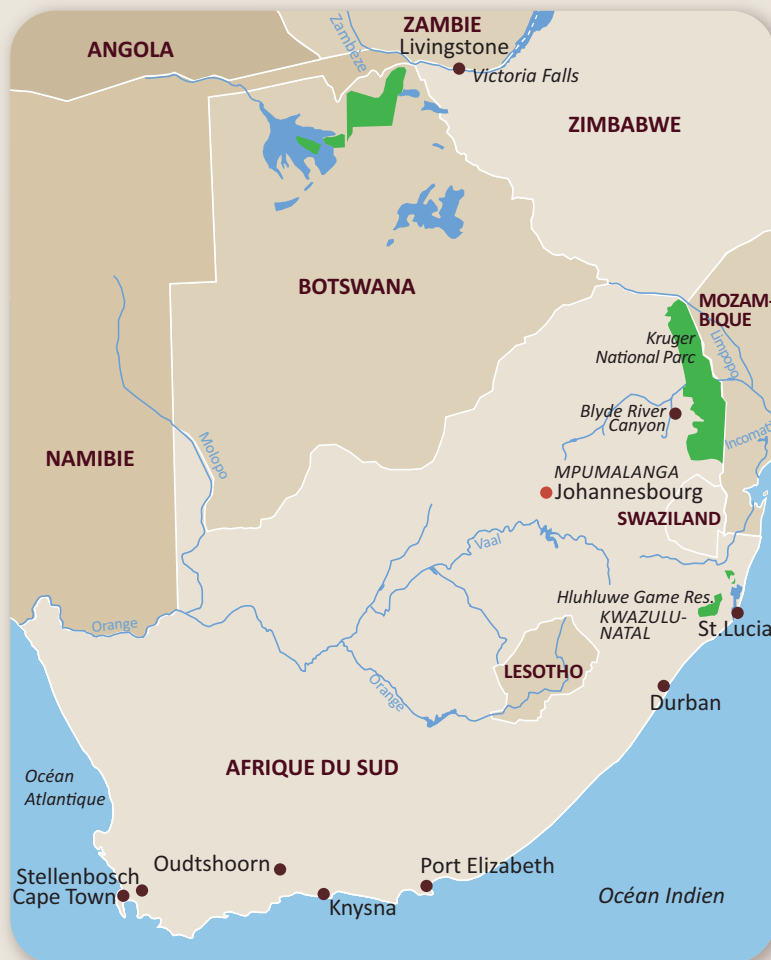 ANGOLA
ZAMBIE
Livingstone
Zambèze
Victoria Falls
ZIMBABWE
BOTSWANA
MOZAM-
BIQUE
Kruger
National Parc
Limpopo
Blyde River
Canyon
Incomati
NAMIBIE
Molopo
MPUMALANGA
Johannesbourg
SWAZILAND
Vaal
Hluhluwe Game Res.
KWAZULU-
NATAL
St.Lucia
Orange
LESOTHO
Orange
Durban
AFRIQUE DU SUD
Océan
Atlantique
Oudtshoorn
Port Elizabeth
Stellenbosch
Cape Town
Knysna
Océan Indien